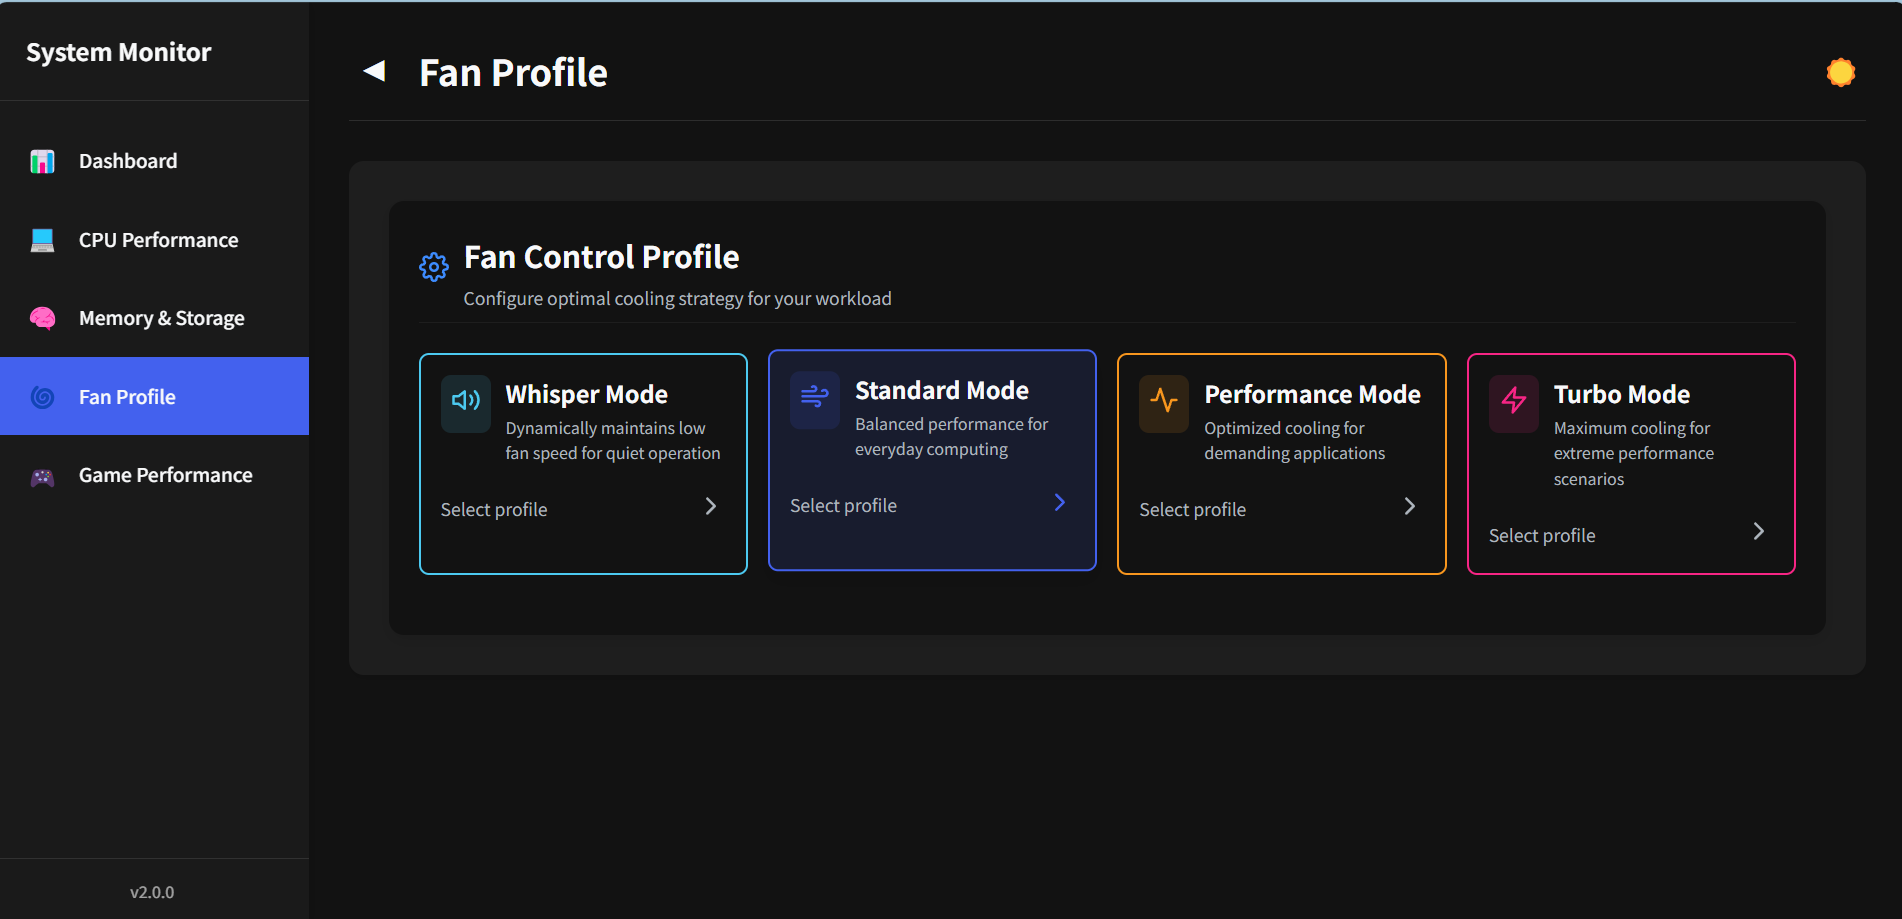 System Monitor
Dashboard
CPU Performance
Memory & Storage
Fan Profile
Game Performance
v2.0.0
Fan Profile
Fan Control Profile
Configure optimal cooling strategy for your workload
Whisper Mode
Dynamically maintains low
fan speed for quiet operation
Select profile
Standard Mode
Balanced performance for
everyday computing
Select profile
Performance Mode
Optimized cooling for
demanding applications
Select profile
Turbo Mode
Maximum cooling for
extreme performance
scenarios
Select profile